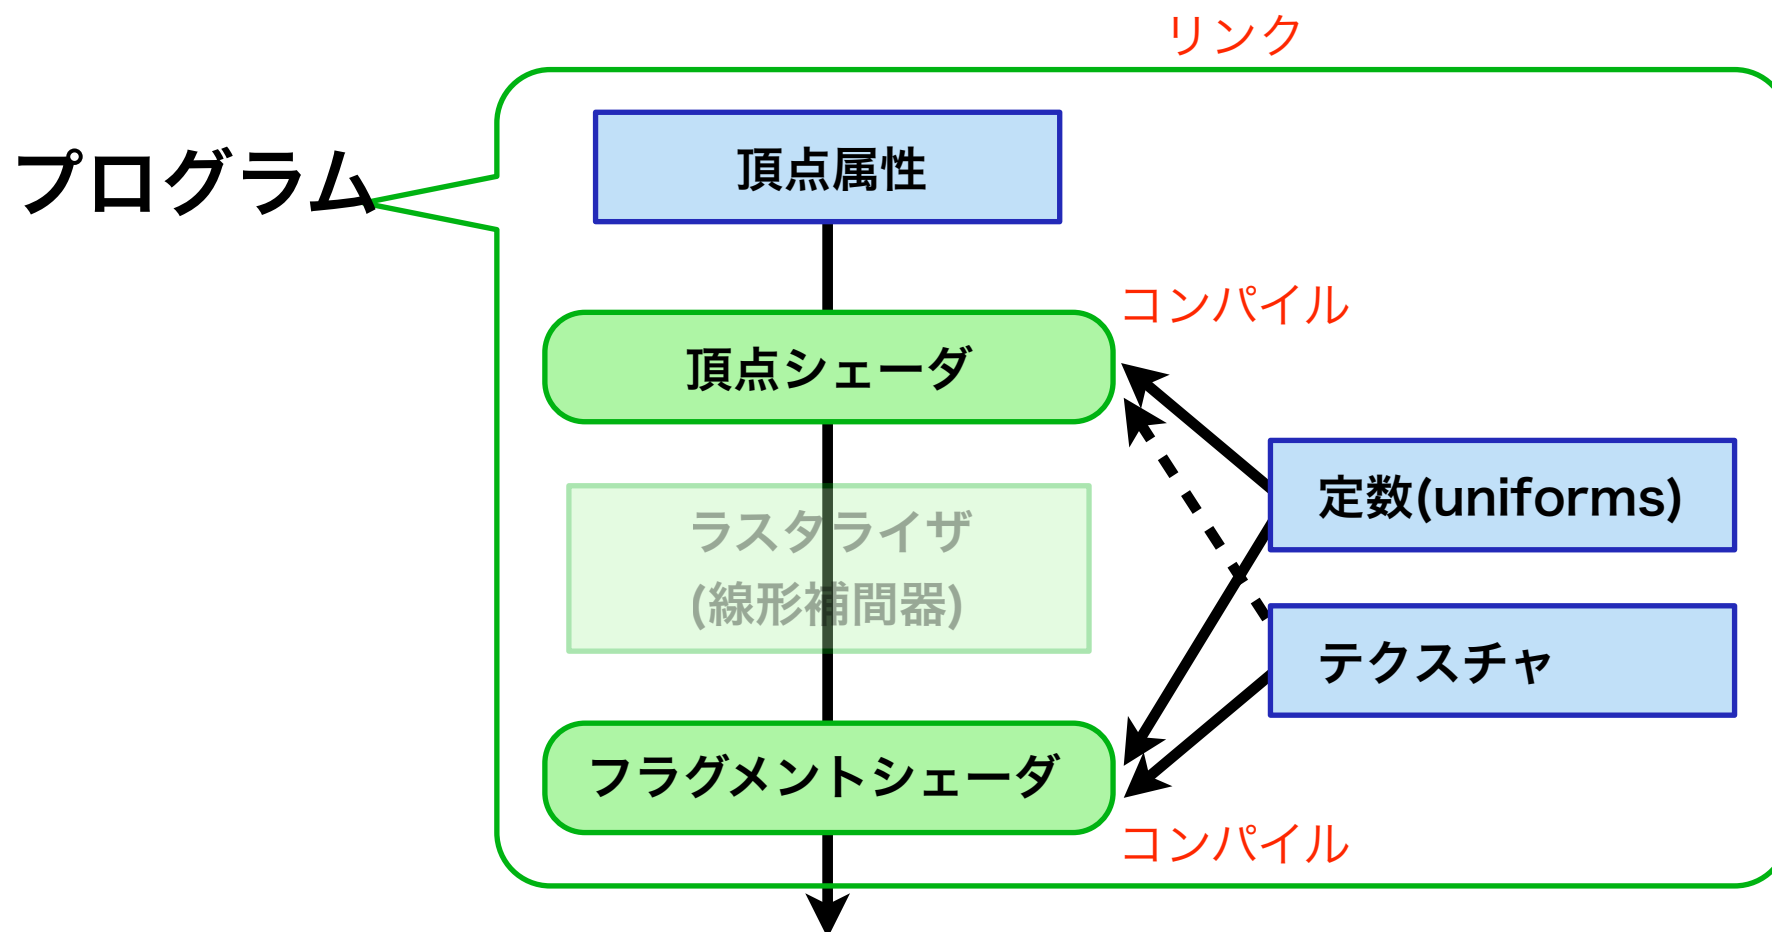 リンク
プログラム
頂点属性
コンパイル
頂点シェーダ
定数(uniforms)
ラスタライザ
(線形補間器)
テクスチャ
フラグメントシェーダ
コンパイル